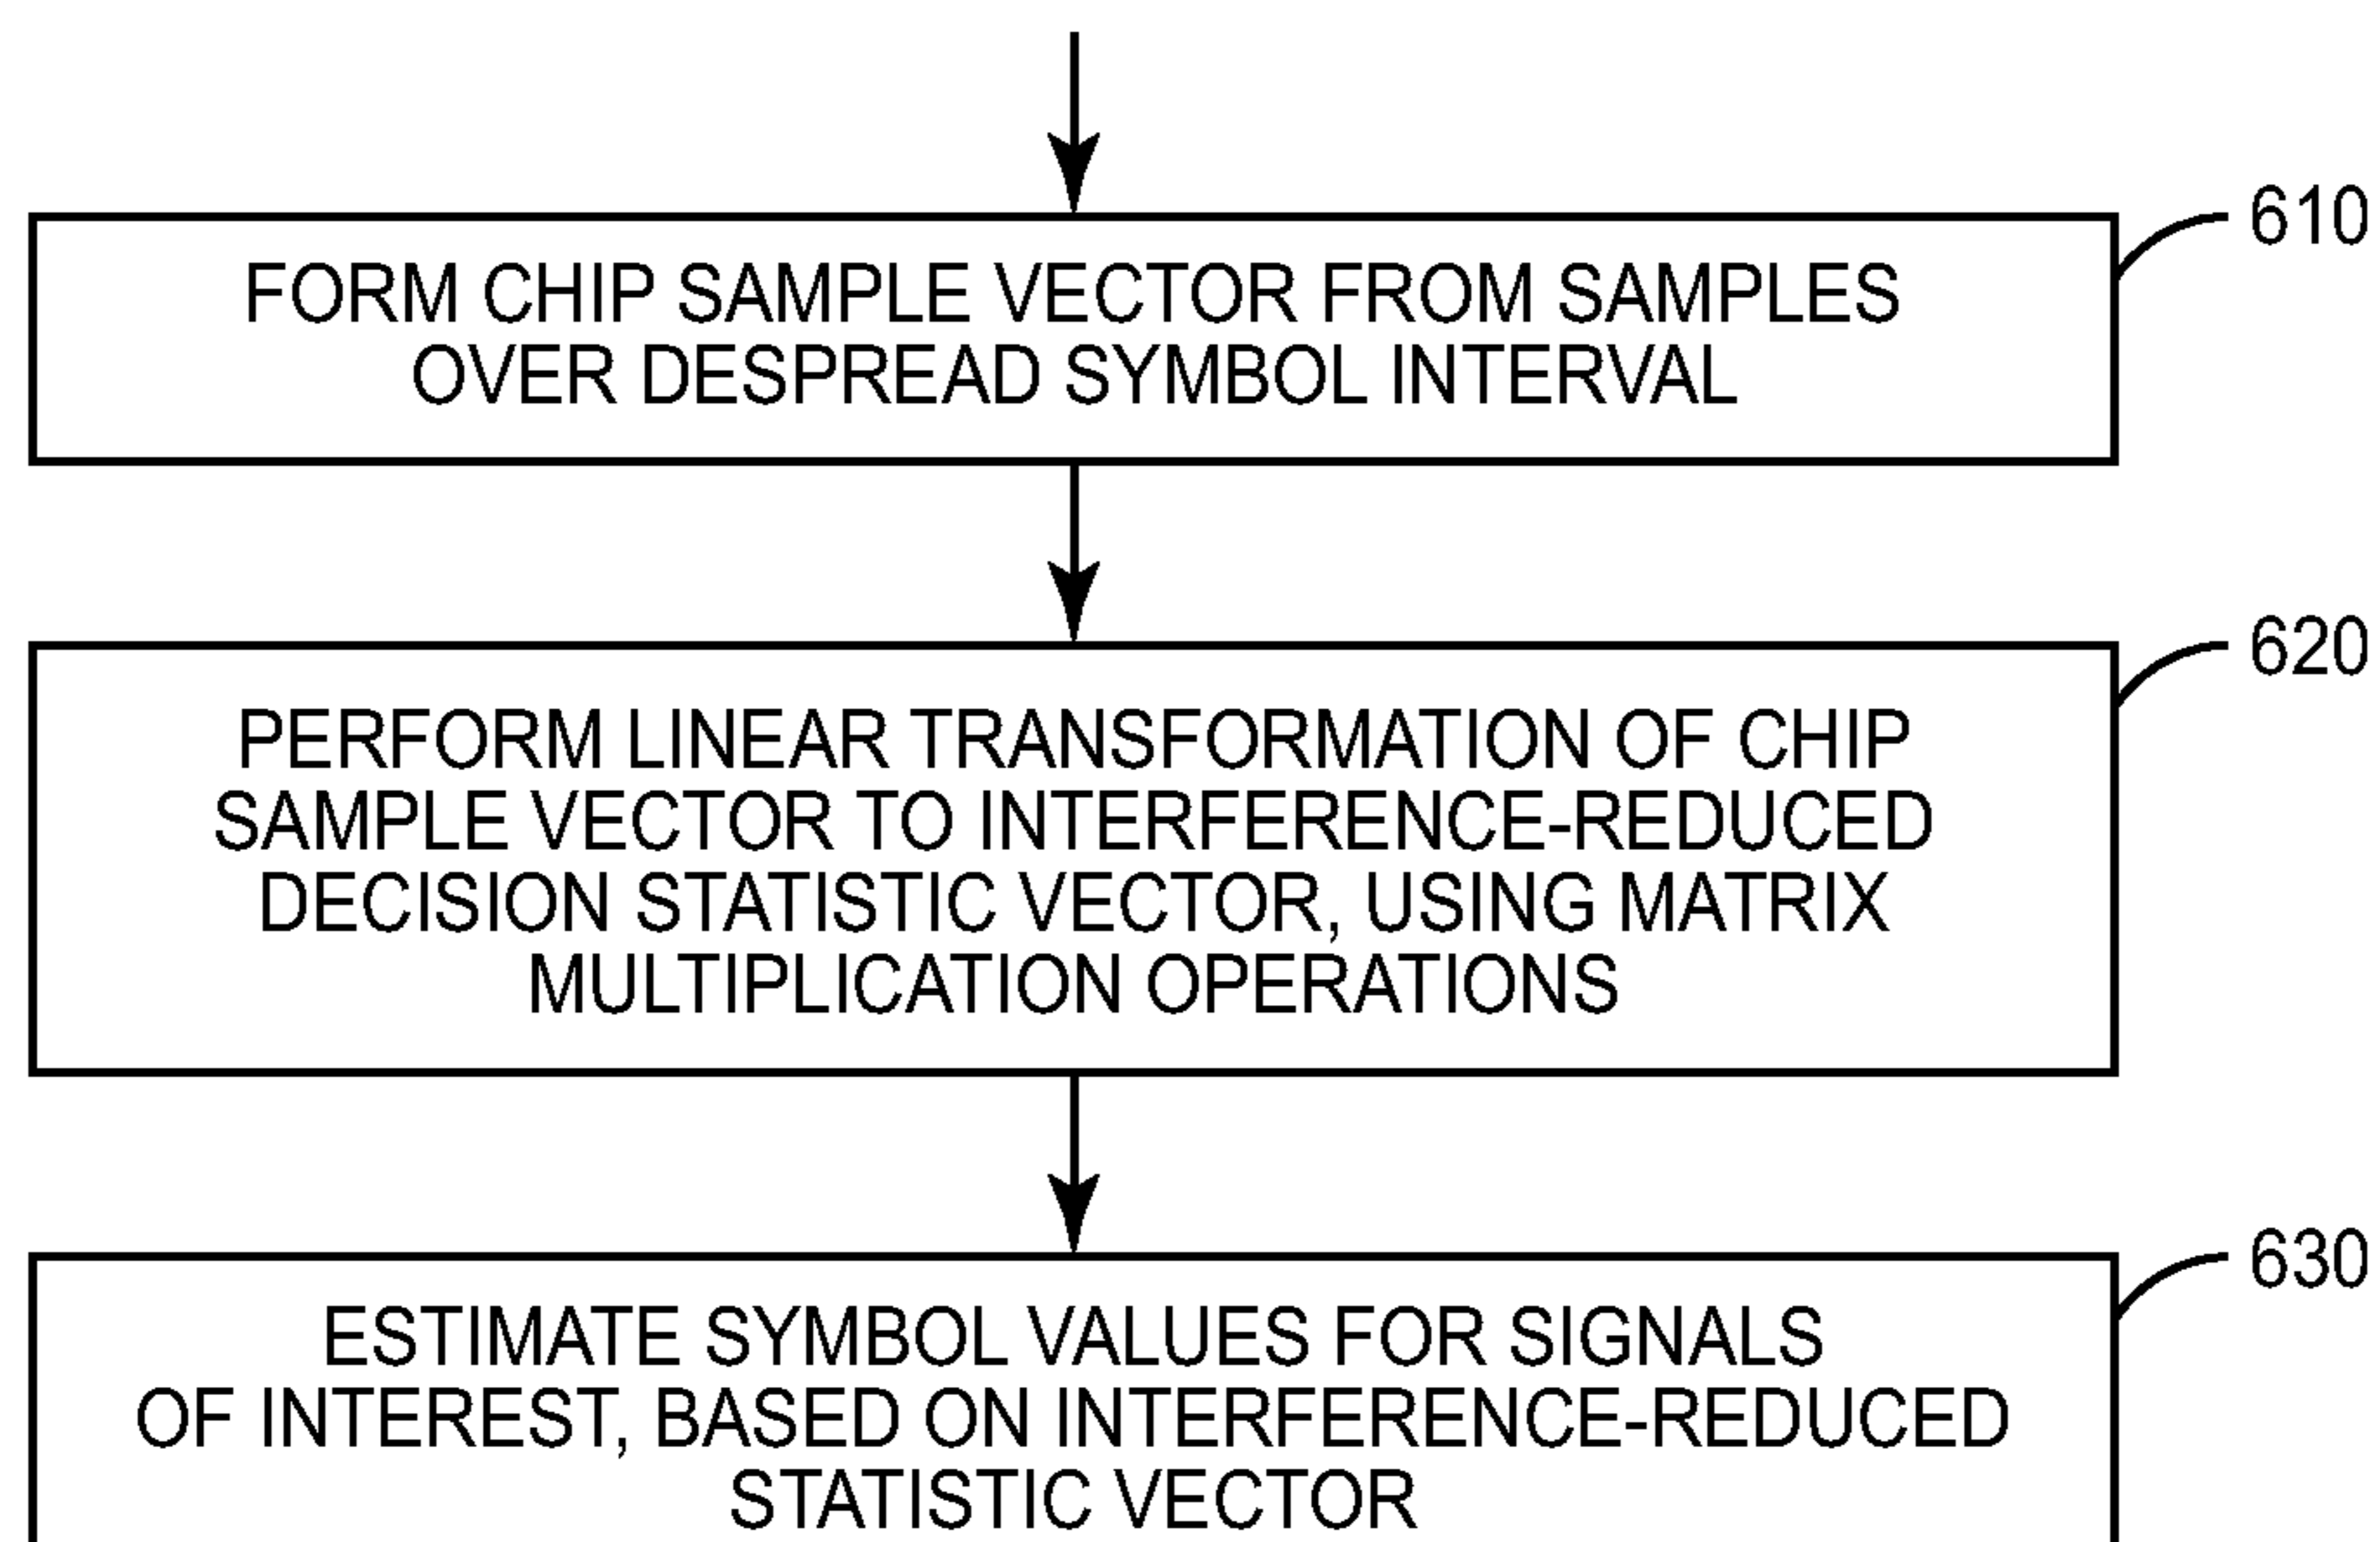 610
FORM CHIP SAMPLE VECTOR FROM SAMPLES
OVER DESPREAD SYMBOL INTERVAL
620
PERFORM LINEAR TRANSFORMATION OF CHIP
SAMPLE VECTOR TO INTERFERENCE-REDUCED
DECISION STATISTIC VECTOR, USING MATRIX
MULTIPLICATION OPERATIONS
630
ESTIMATE SYMBOL VALUES FOR SIGNALS
OF INTEREST, BASED ON INTERFERENCE-REDUCED
STATISTIC VECTOR